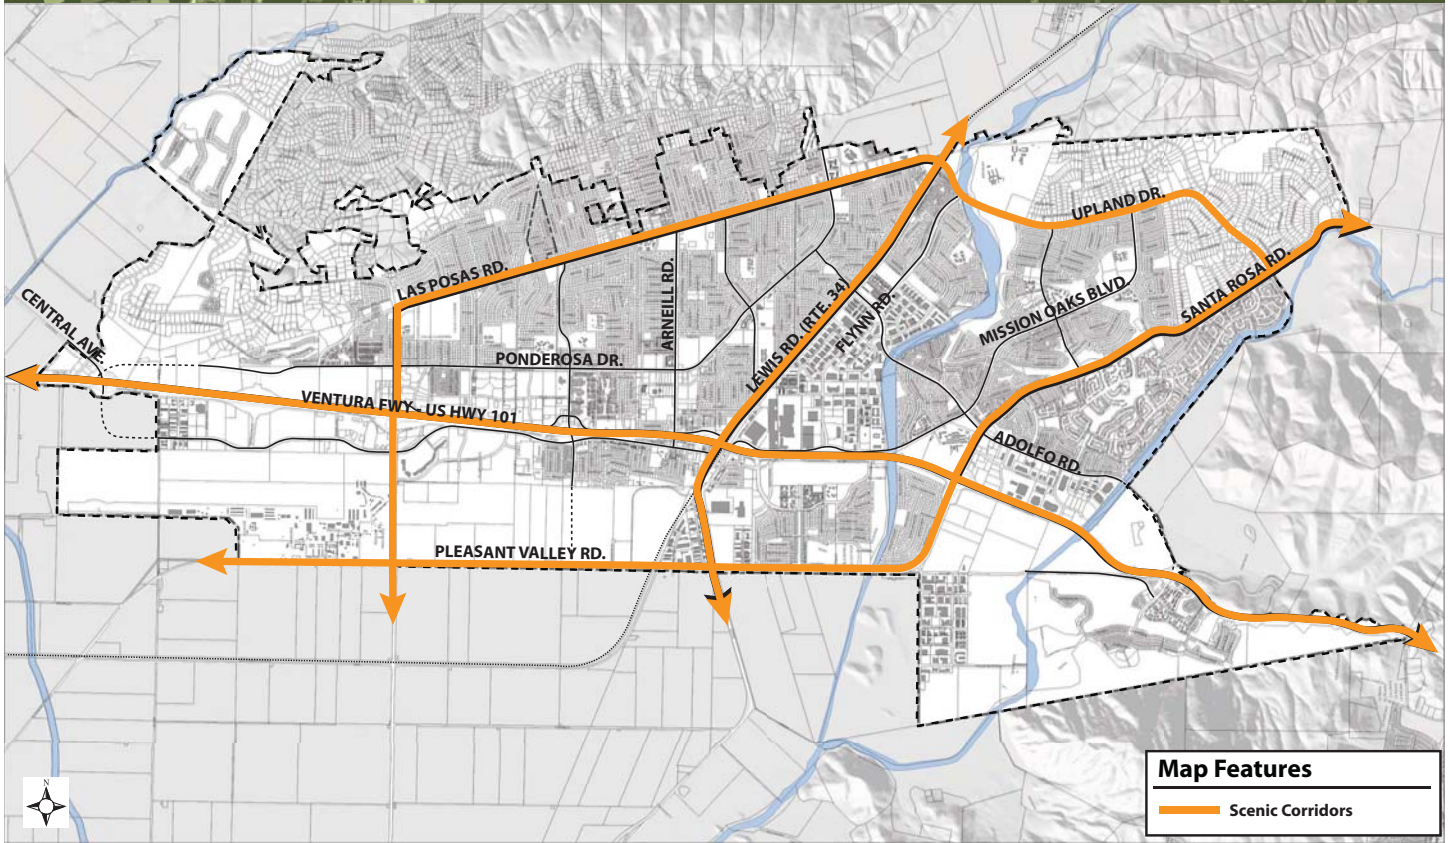 UPLAND DR.
LAS POSAS RD.
SANTA ROSA RD.
ARNEILL RD.
LEWIS RD. (RTE. 34)
FLYNN RD.
MISSION OAKS BLVD.
CENTRAL AVE
PONDEROSA DR.
VENTURA FWY - US HWY 101
ADOLFO RD.
PLEASANT VALLEY RD.
Map Features
Scenic Corridors
N